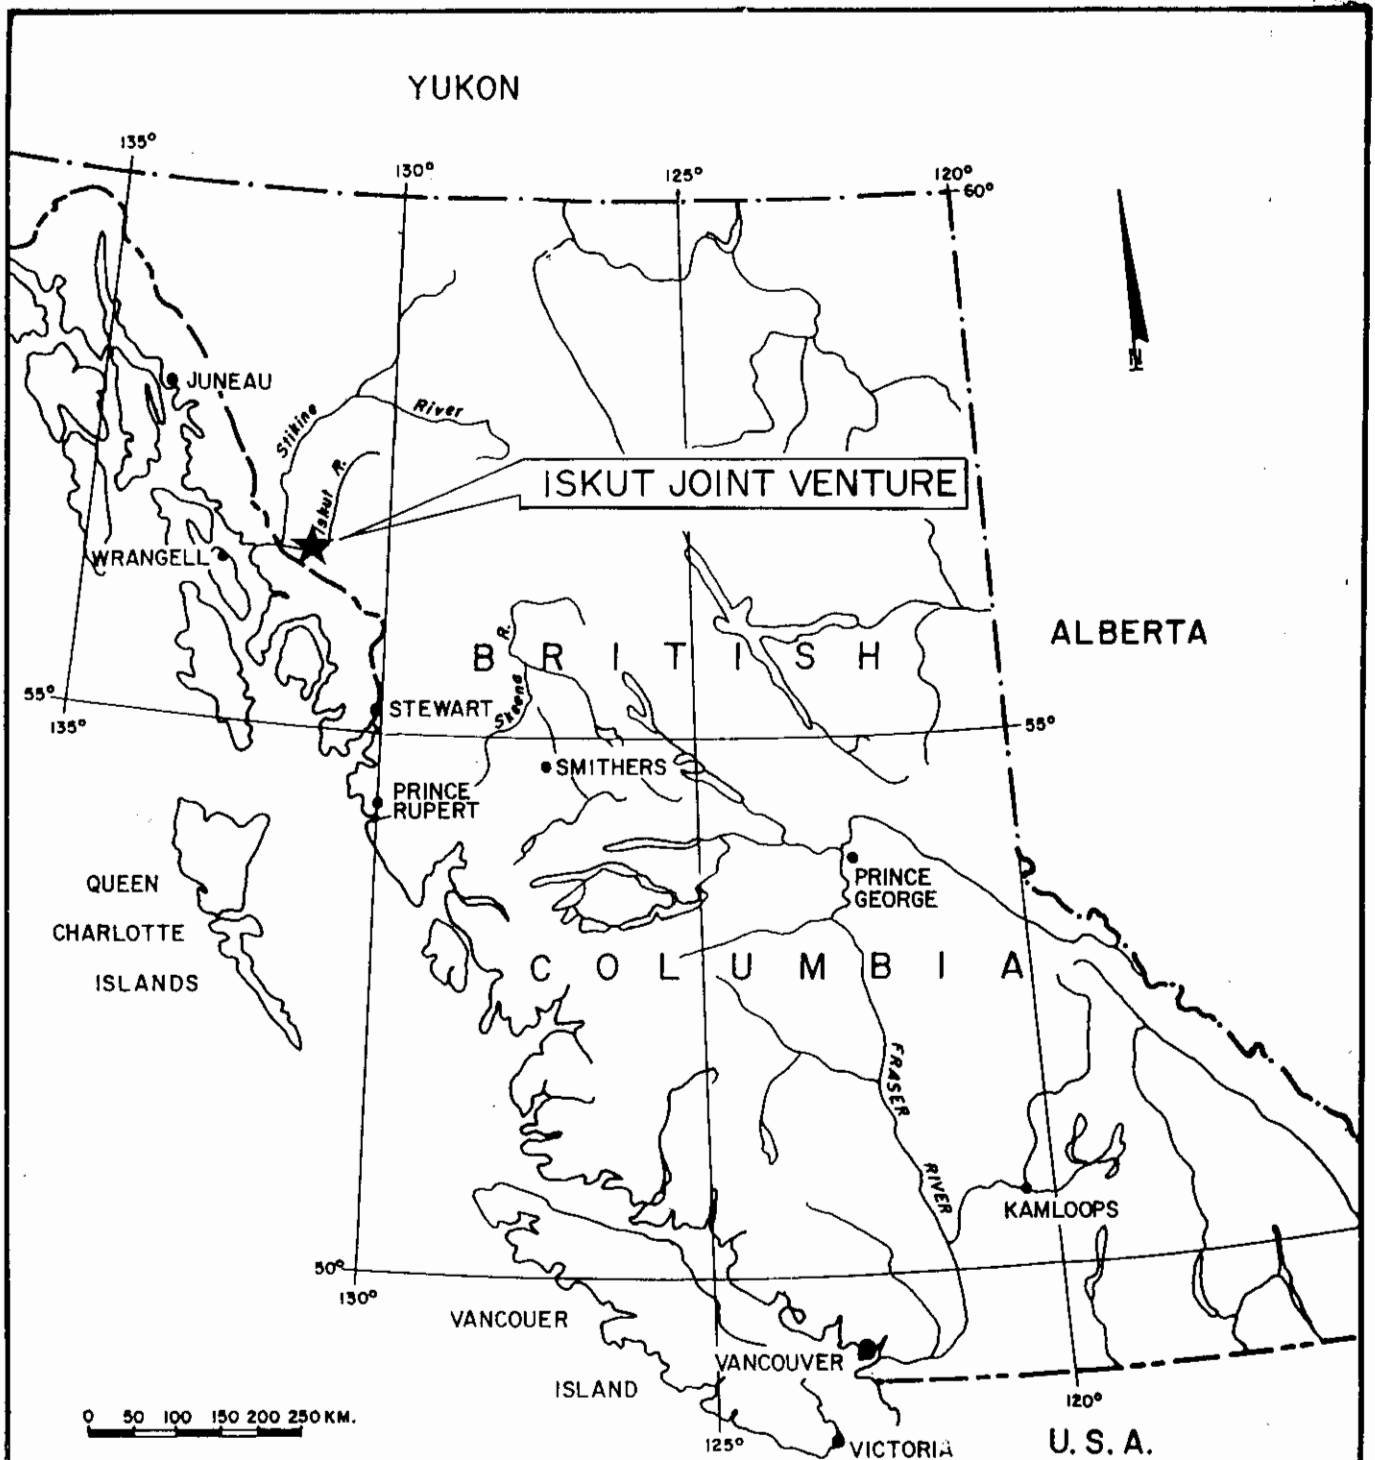 YUKON
135°
130°
125°
120°
60°
N
JUNEAU
Stikine
River
Iskut R.
ISKUT JOINT VENTURE
WRANGELL
ALBERTA
BRITISH
Skeena R.
55°
135°
STEWART
55°
SMITHERS
PRINCE
RUPERT
PRINCE
GEORGE
QUEEN
CHARLOTTE
ISLANDS
COLUMBIA
FRASER
RIVER
KAMLOOPS
50°
130°
VANCOUER
ISLAND
VANCOUVER
120°
0 50 100 150 200 250 KM.
125°
VICTORIA
U.S.A.